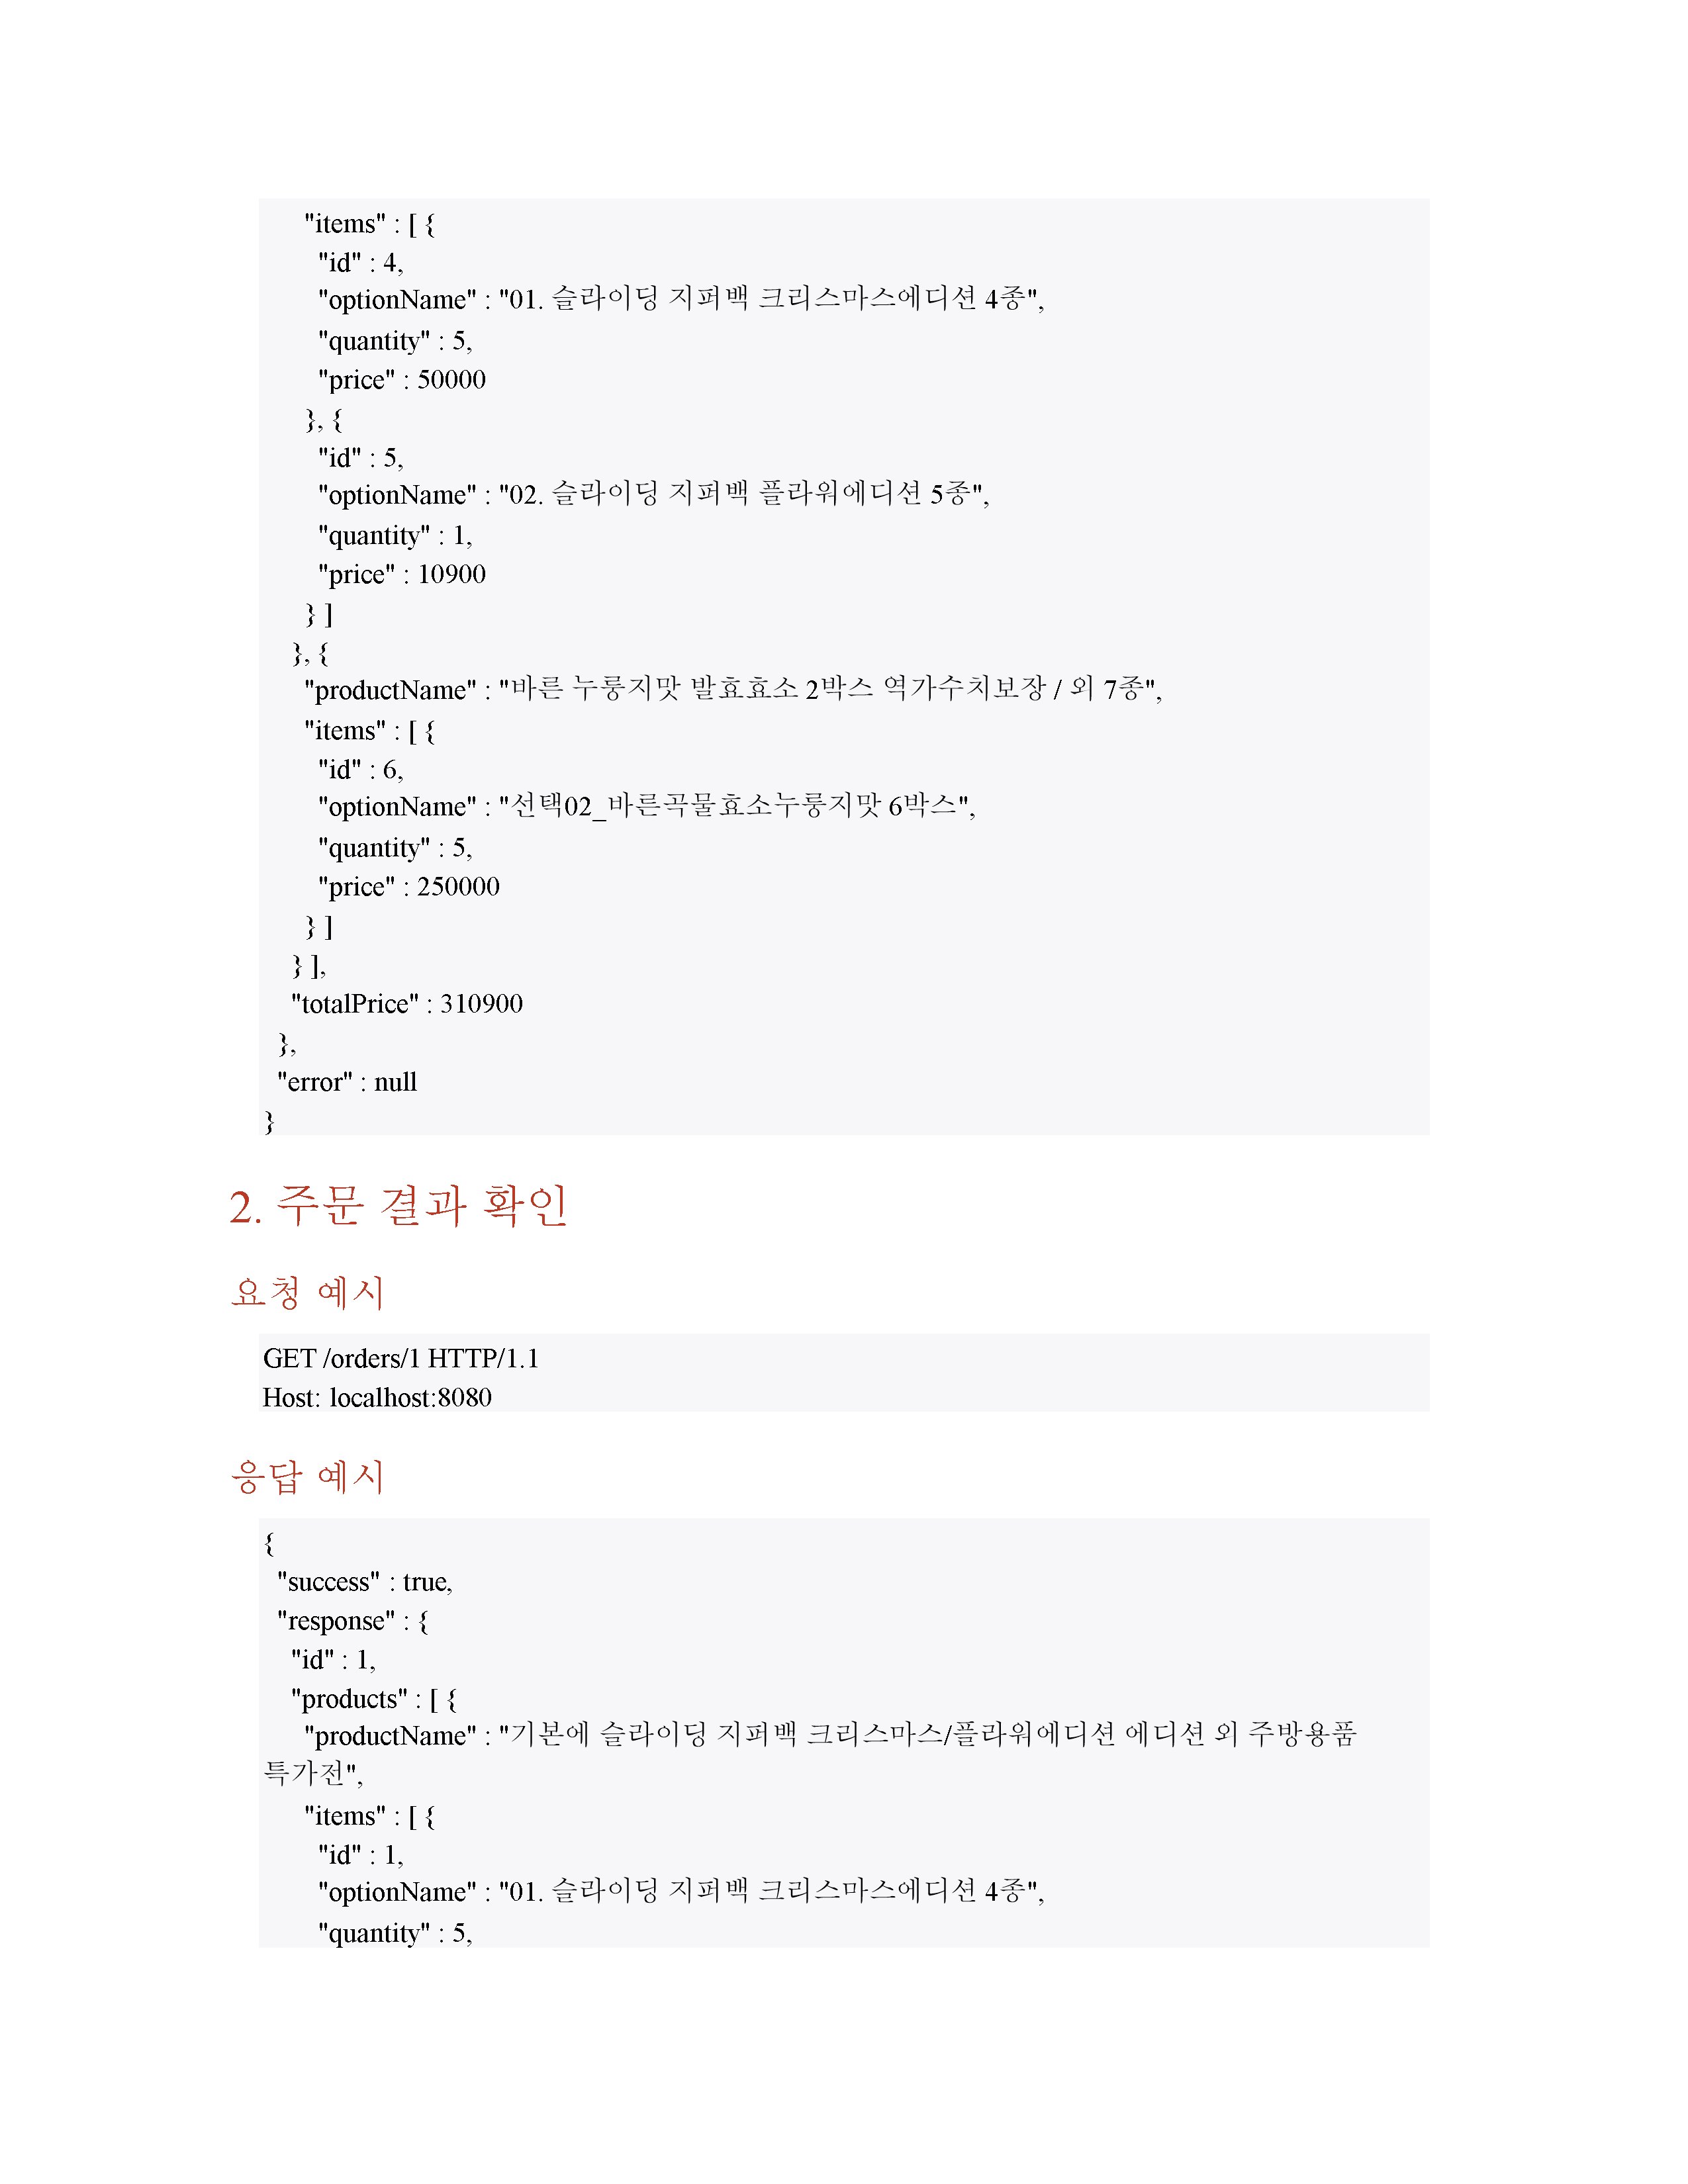 "items" : [ {
"id" : 4,
"optionName" : "01. 슬라이딩 지퍼백 크리스마스에디션 4종",
"quantity" : 5,
"price" : 50000
}, {
"id" : 5,
"optionName" : "02. 슬라이딩 지퍼백 플라워에디션 5종",
"quantity" : 1,
"price" : 10900
} ]
}, {
"productName" : "바른 누룽지맛 발효효소 2박스 역가수치보장 / 외 7종",
"items" : [ {
"id" : 6,
"optionName" : "선택02_바른곡물효소누룽지맛 6박스",
"quantity" : 5,
"price" : 250000
} ]
} ],
"totalPrice" : 310900
},
"error" : null
}
2. 주문 결과 확인
요청 예시
GET /orders/1 HTTP/1.1
Host: localhost:8080
응답 예시
{
"success" : true,
"response" : {
"id" : 1,
"products" : [ {
"productName" : "기본에 슬라이딩 지퍼백 크리스마스/플라워에디션 에디션 외 주방용품
특가전",
"items" : [ {
"id" : 1,
"optionName" : "01. 슬라이딩 지퍼백 크리스마스에디션 4종",
"quantity" : 5,